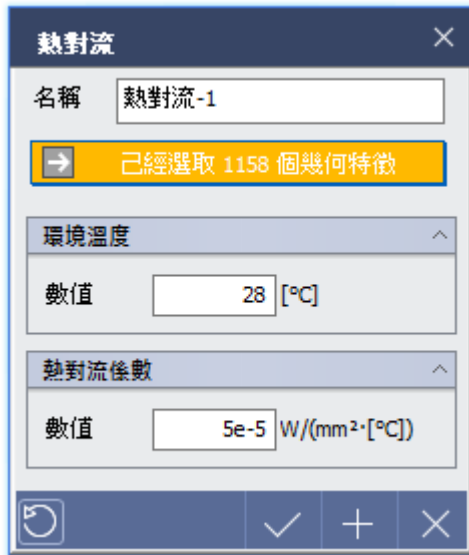 熱對流
名稱 熱對流-1
己經選取 1158 個幾何特徵
環境溫度
數值 28 [°C]
熱對流後數
數值 5e-5 W/(mm²·[°C])